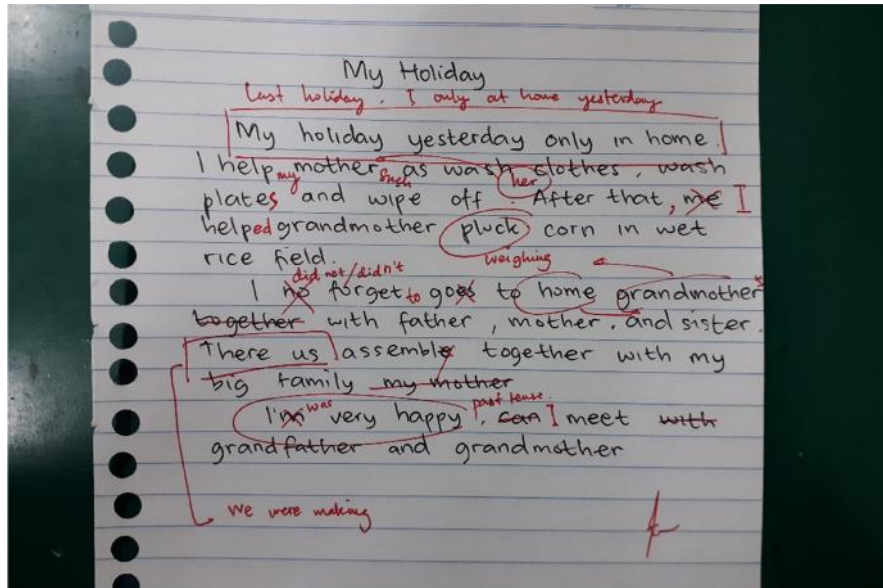 My Holiday
Last holiday, I only at home yesterday
My holiday yesterday only in home.
I help my mother such as wash clothes, wash
her
plates and wipe off. After that, me I
helped grandmother pluck corn in wet
weighing
rice field.
did not/didn't
I no forget to goes to home grandmother's
together with father, mother, and sister.
There us assemble together with my
big family my mother
was past tense
I'm very happy, can I meet with
grandfather and grandmother
we were making